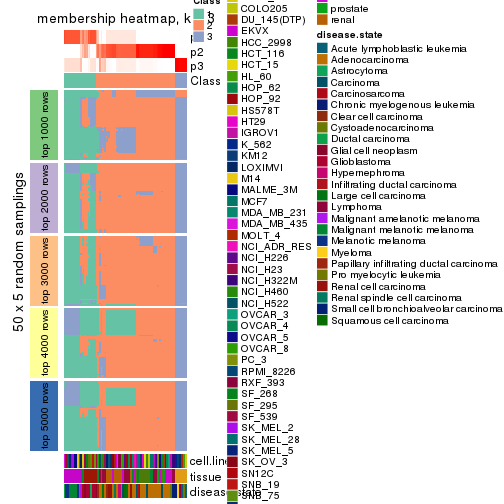 membership heatmap, k
p2
Class
Class
1
2
3
50 x 5 random samplings
top 1000 rows
top 2000 rows
top 3000 rows
top 4000 rows
top 5000 rows
cell.lin
tissue
COLO205
DU_145(DTP)
EKVX
HCC_2998
HCT_116
HCT_15
HL_60
HOP_62
HOP_92
HS578T
HT29
IGROV1
K_562
KM12
LOXIMVI
M14
MALME_3M
MCF7
MDA_MB_231
MDA_MB_435
MOLT_4
NCI_ADR_RES
NCI_H226
NCI_H23
NCI_H322M
NCI_H460
NCI_H522
OVCAR_3
OVCAR_4
OVCAR_5
OVCAR_8
PC_3
RPMI_8226
RXF_393
SF_268
SF_295
SF_539
SK_MEL_2
SK_MEL_28
SK_MEL_5
SK_OV_3
SN12C
SNB_19
SNB_75
prostate
renal
disease.state
Acute lymphoblastic leukemia
Adenocarcinoma
Astrocytoma
Carcinoma
Carcinosarcoma
Chronic myelogenous leukemia
Clear cell carcinoma
Cystoadenocarcinoma
Ductal carcinoma
Glial cell neoplasm
Glioblastoma
Hypernephroma
Infiltrating ductal carcinoma
Large cell carcinoma
Lymphoma
Malignant amelanotic melanoma
Malignant melanotic melanoma
Melanotic melanoma
Myeloma
Papillary infiltrating ductal carcinoma
Pro myelocytic leukemia
Renal cell carcinoma
Renal spindle cell carcinoma
Small cell bronchioalveolar carcinoma
Squamous cell carcinoma